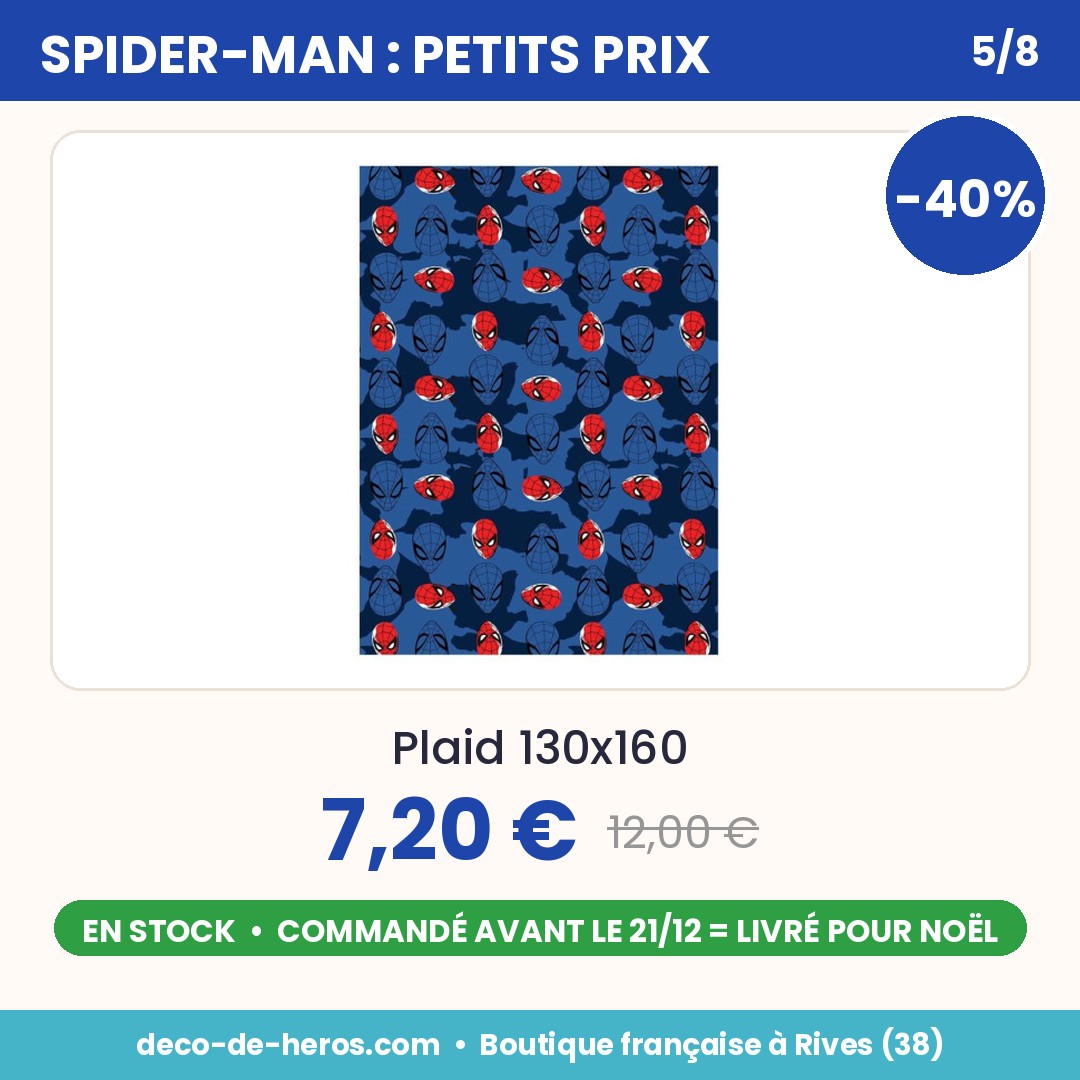 SPIDER-MAN : PETITS PRIX
5/8
-40%
Plaid 130x160
7,20 € 12,00 €
EN STOCK • COMMANDÉ AVANT LE 21/12 = LIVRÉ POUR NOËL
deco-de-heros.com • Boutique française à Rives (38)